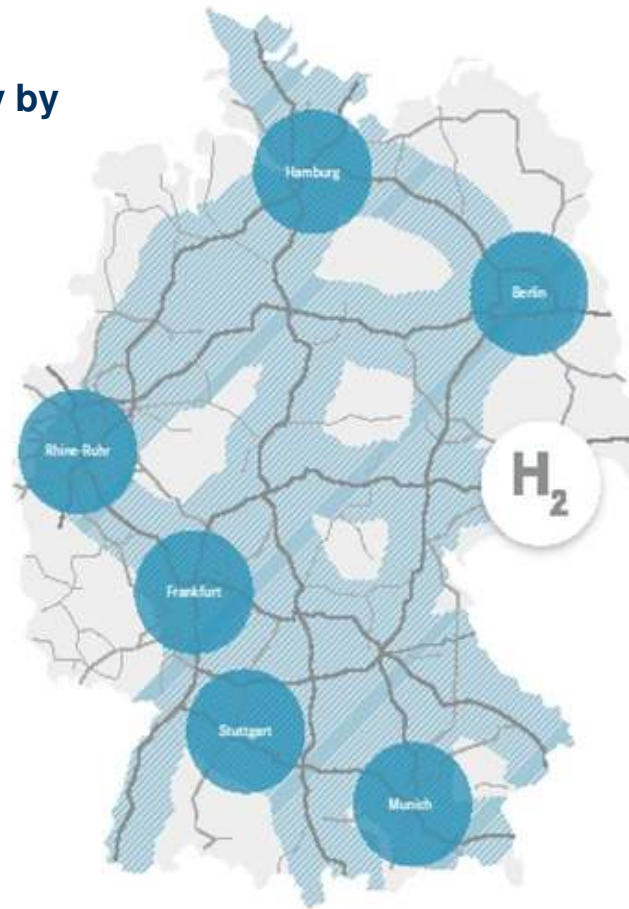 y by
Hamburg
Berlin
Rhine-Ruhr
H₂
Frankfurt
Stuttgart
Munich